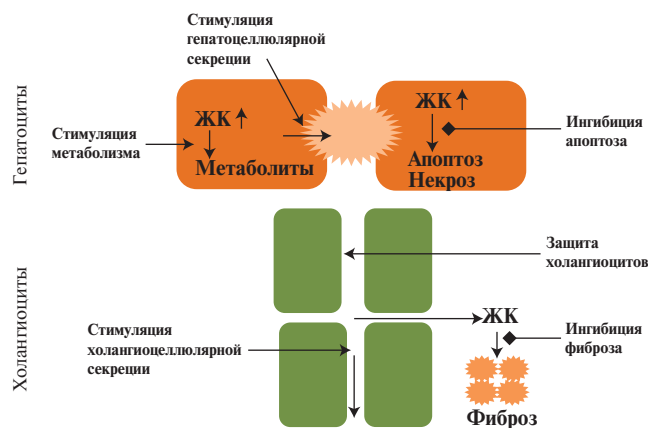 Стимуляция
гепатоцеллюлярной
секреции
Гепатоциты
Стимуляция
метаболизма
ЖК
Метаболиты
ЖК
Апоптоз
Некроз
Ингибиция
апоптоза
Холангиоциты
Защита
холангиоцитов
Стимуляция
холангиоцеллюлярной
секреции
ЖК
Ингибиция
фиброза
Фиброз